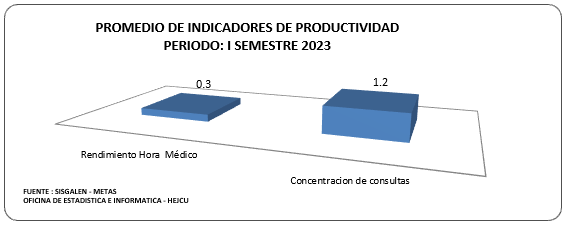 PROMEDIO DE INDICADORES DE PRODUCTIVIDAD
PERIODO: I SEMESTRE 2023
0.3
1.2
Rendimiento Hora Médico
Concentracion de consultas
FUENTE : SISGALEN - METAS
OFICINA DE ESTADISTICA E INFORMATICA - HEJCU